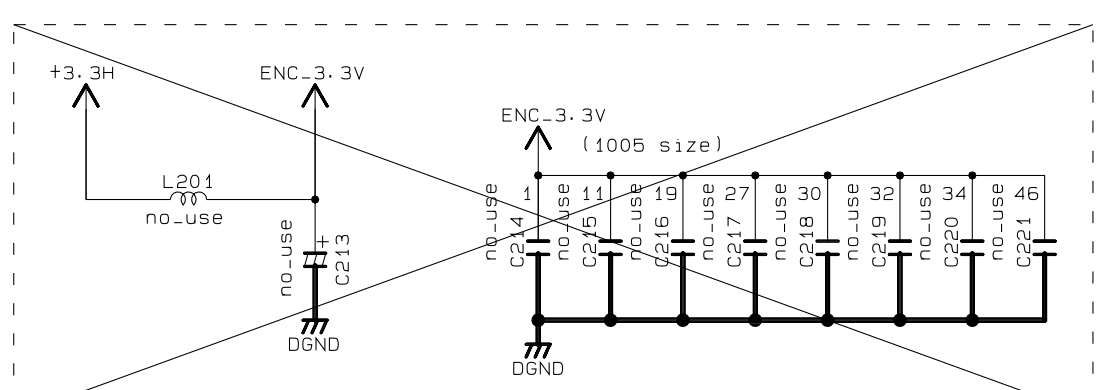 +3.3H
ENC_3.3V
L201
no_use
no_use
+
C213
DGND
ENC_3.3V
(1005 size)
1 11 19 27 30 32 34 46
no_use no_use no_use no_use no_use no_use no_use no_use
C214 C215 C216 C217 C218 C219 C220 C221
DGND